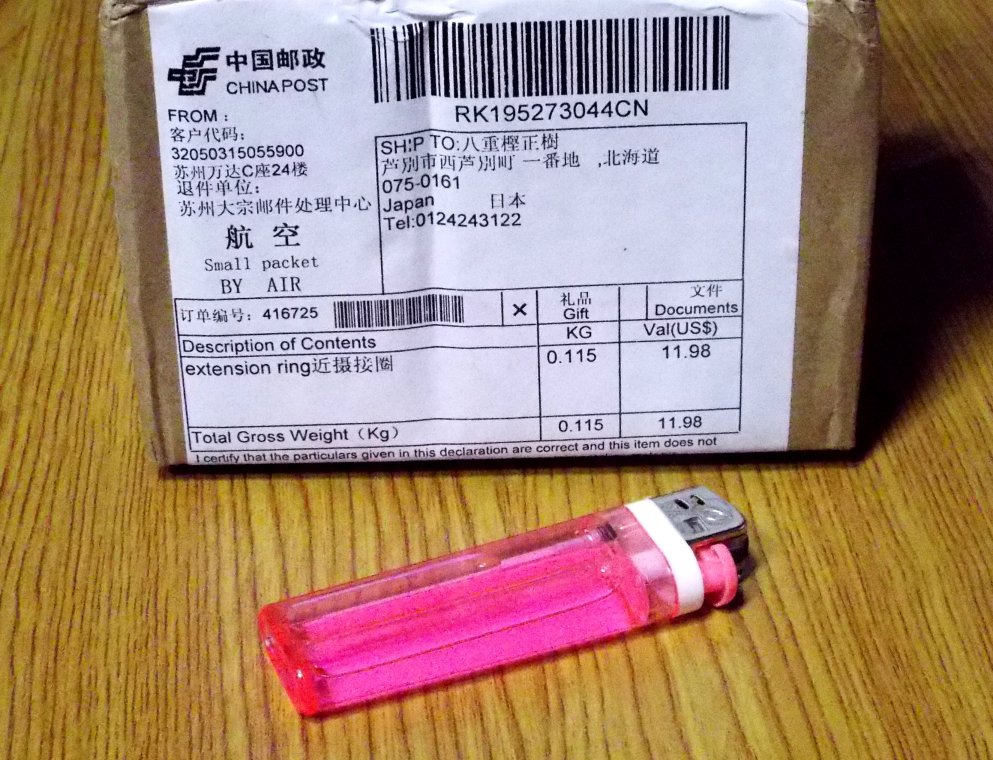 中国邮政
CHINA POST
RK195273044CN
FROM :
客户代码：
32050315055900
苏州万达C座24楼
退件单位：
苏州大宗邮件处理中心
航 空
Small packet
BY AIR
SHIP TO:八重樫正樹
芦別市西芦別町 一番地 ,北海道
075-0161
Japan 日本
Tel:0124243122
订单编号： 416725
×
礼品
Gift
文件
Documents
Description of Contents
KG
Val(US$)
extension ring近摄接圈
0.115
11.98
Total Gross Weight（Kg）
0.115
11.98
I certify that the particulars given in this declaration are correct and this item does not